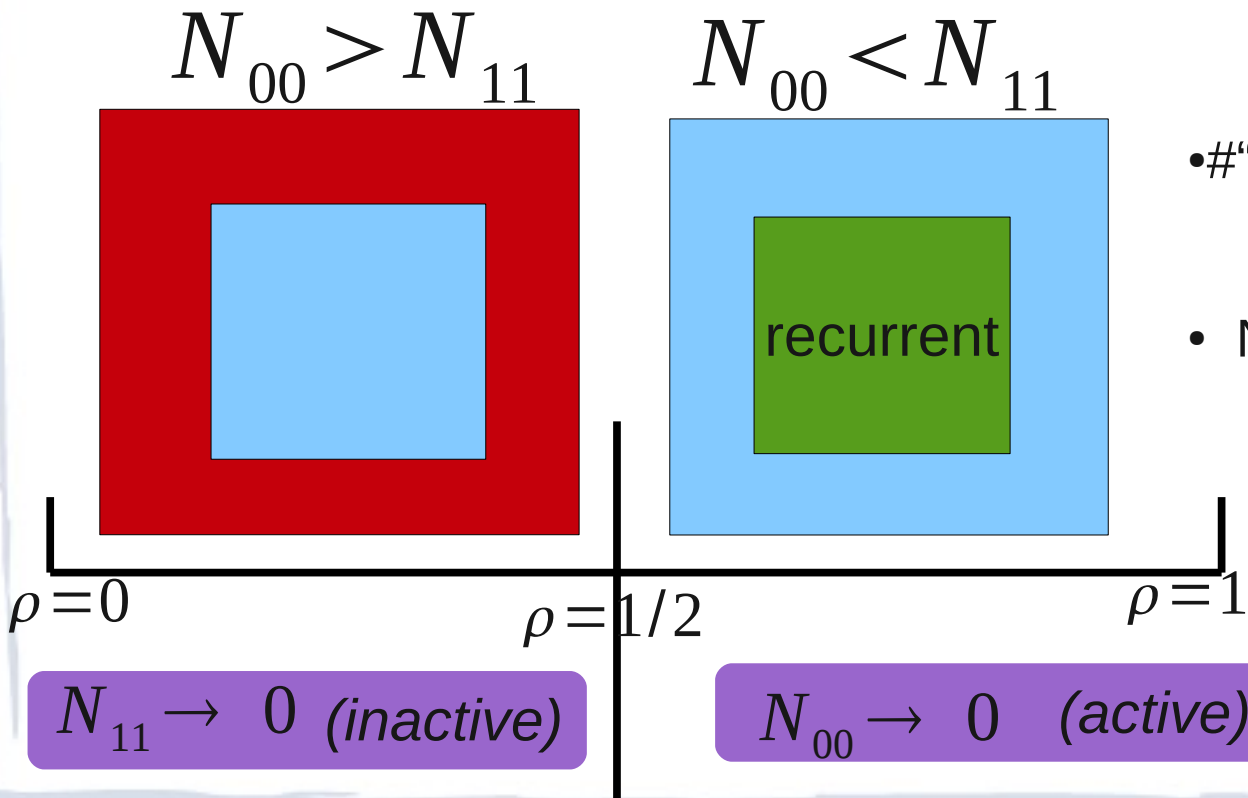 N₀₀ > N₁₁
N₀₀ < N₁₁
•#“
recurrent
•
ρ=0
ρ=1/2
ρ=1
N₁₁→ 0 (inactive)
N₀₀→ 0 (active)